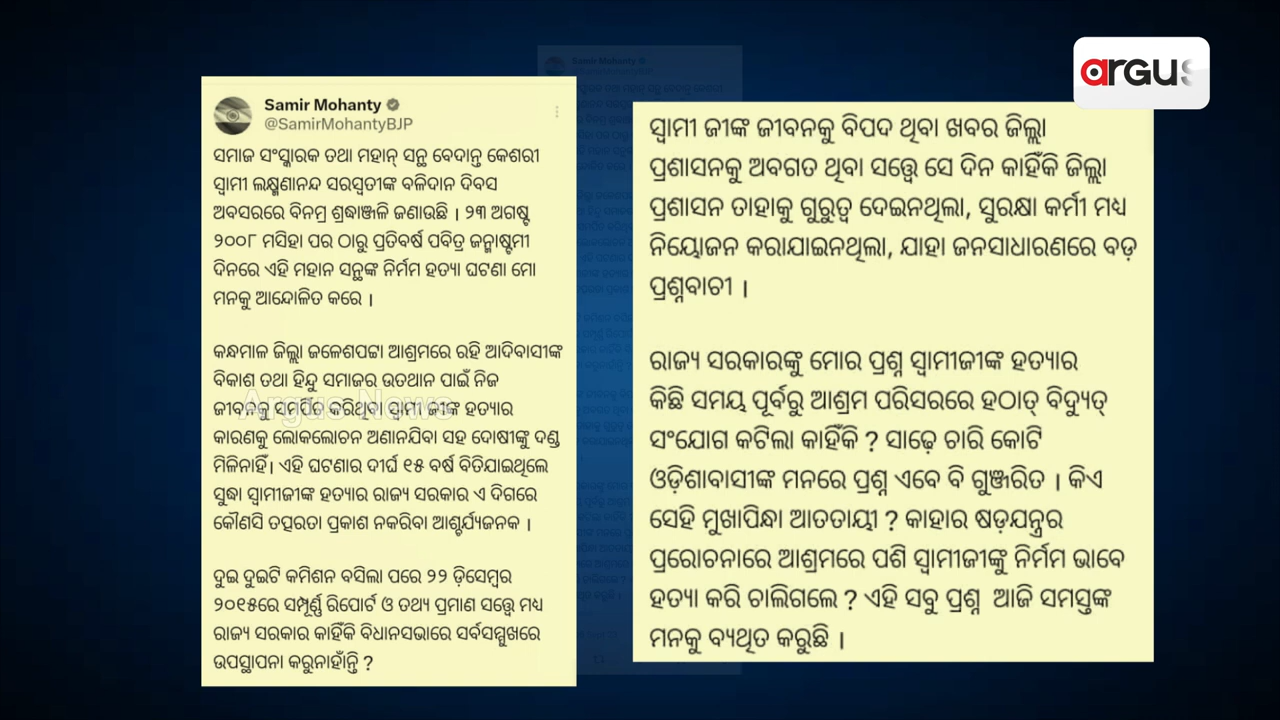 argus
Samir Mohanty
@SamirMohantyBJP
ସମାଜ ସଂସ୍କାରକ ତଥା ମହାନ୍ ସନ୍ଥ ବେଦାନ୍ତ କେଶରୀ
ସ୍ୱାମୀ ଲକ୍ଷ୍ମଣାନନ୍ଦ ସରସ୍ୱତୀଙ୍କ ବଳିଦାନ ଦିବସ
ଅବସରରେ ବିନମ୍ର ଶ୍ରଦ୍ଧାଞ୍ଜଳି ଜଣାଉଛି । ୨୩ ଅଗଷ୍ଟ
୨୦୦୮ ମସିହା ପର ଠାରୁ ପ୍ରତିବର୍ଷ ପବିତ୍ର ଜନ୍ମାଷ୍ଟମୀ
ଦିନରେ ଏହି ମହାନ ସନ୍ଥଙ୍କ ନିର୍ମମ ହତ୍ୟା ଘଟଣା ମୋ
ମନକୁ ଆନ୍ଦୋଳିତ କରେ ।
କନ୍ଧମାଳ ଜିଲ୍ଲା ଜଳେଶପଟ୍ଟା ଆଶ୍ରମରେ ରହି ଆଦିବାସୀଙ୍କ
ବିକାଶ ତଥା ହିନ୍ଦୁ ସମାଜର ଉତଥାନ ପାଇଁ ନିଜ
ଜୀବନକୁ ସମର୍ପିତ କରିଥିବା ସ୍ୱାମୀ ଜୀଙ୍କ ହତ୍ୟାର
କାରଣକୁ ଲୋକଲୋଚନ ଅଣାନଯିବା ସହ ଦୋଷୀଙ୍କୁ ଦଣ୍ଡ
ମିଳିନାହିଁ। ଏହି ଘଟଣାର ଦୀର୍ଘ ୧୫ ବର୍ଷ ବିତିଯାଇଥିଲେ
ସୁଦ୍ଧା ସ୍ୱାମୀଜୀଙ୍କ ହତ୍ୟାର ରାଜ୍ୟ ସରକାର ଏ ଦିଗରେ
କୌଣସି ତତ୍ପରତା ପ୍ରକାଶ ନକରିବା ଆଶ୍ଚର୍ଯ୍ୟଜନକ ।
ଦୁଇ ଦୁଇଟି କମିଶନ ବସିଲା ପରେ ୨୨ ଡ଼ିସେମ୍ବର
୨୦୧୫ରେ ସମ୍ପୂର୍ଣ୍ଣ ରିପୋର୍ଟ ଓ ତଥ୍ୟ ପ୍ରମାଣ ସତ୍ତ୍ୱେ ମଧ୍ୟ
ରାଜ୍ୟ ସରକାର କାହିଁକି ବିଧାନସଭାରେ ସର୍ବସମ୍ମୁଖରେ
ଉପସ୍ଥାପନା କରୁନାହାଁନ୍ତି ?
Argus News
ସ୍ୱାମୀ ଜୀଙ୍କ ଜୀବନକୁ ବିପଦ ଥିବା ଖବର ଜିଲ୍ଲା
ପ୍ରଶାସନକୁ ଅବଗତ ଥିବା ସତ୍ତ୍ୱେ ସେ ଦିନ କାହିଁକି ଜିଲ୍ଲା
ପ୍ରଶାସନ ତାହାକୁ ଗୁରୁତ୍ୱ ଦେଇନଥିଲା, ସୁରକ୍ଷା କର୍ମୀ ମଧ୍ୟ
ନିୟୋଜନ କରାଯାଇନଥିଲା, ଯାହା ଜନସାଧାରଣରେ ବଡ଼
ପ୍ରଶ୍ନବାଚୀ ।
ରାଜ୍ୟ ସରକାରଙ୍କୁ ମୋର ପ୍ରଶ୍ନ ସ୍ୱାମୀଜୀଙ୍କ ହତ୍ୟାର
କିଛି ସମୟ ପୂର୍ବରୁ ଆଶ୍ରମ ପରିସରରେ ହଠାତ୍ ବିଦ୍ୟୁତ୍
ସଂଯୋଗ କଟିଲା କାହିଁକି ? ସାଢ଼େ ଚାରି କୋଟି
ଓଡ଼ିଶାବାସୀଙ୍କ ମନରେ ପ୍ରଶ୍ନ ଏବେ ବି ଗୁଞ୍ଜରିତ । କିଏ
ସେହି ମୁଖାପିନ୍ଧା ଆତତାୟୀ ? କାହାର ଷଡ଼ଯନ୍ତ୍ରର
ପ୍ରରୋଚନାରେ ଆଶ୍ରମରେ ପଶି ସ୍ୱାମୀଜୀଙ୍କୁ ନିର୍ମମ ଭାବେ
ହତ୍ୟା କରି ଚାଲିଗଲେ ? ଏହି ସବୁ ପ୍ରଶ୍ନ ଆଜି ସମସ୍ତଙ୍କ
ମନକୁ ବ୍ୟଥିତ କରୁଛି ।